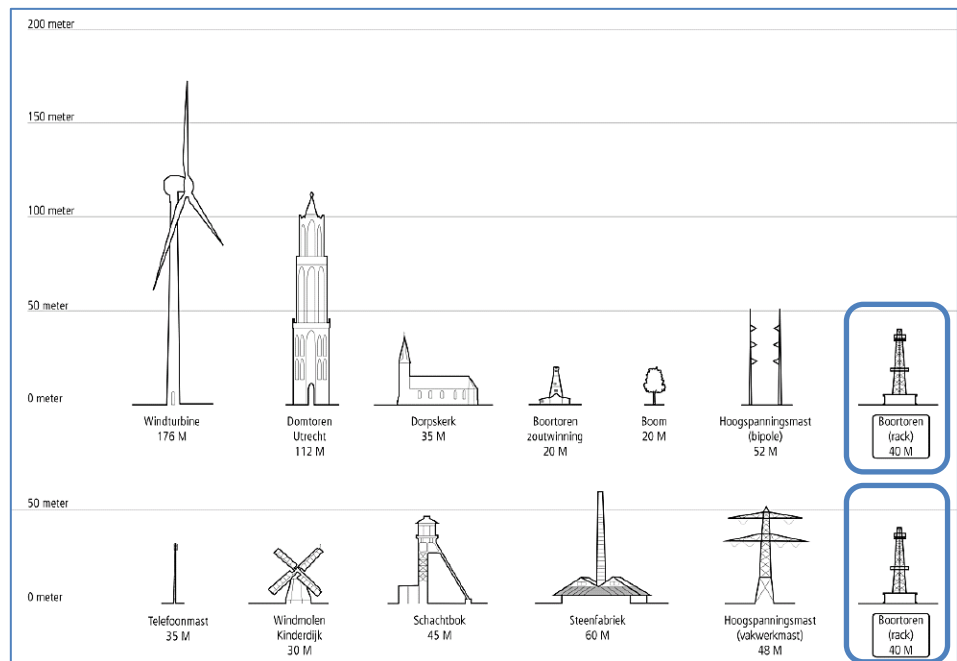 200 meter
150 meter
100 meter
50 meter
0 meter
Windturbine
176 M
Domtoren
Utrecht
112 M
Dorpskerk
35 M
Boortoren
zoutwinning
20 M
Boom
20 M
Hoogspanningsmast
(bipole)
52 M
Boortoren
(rack)
40 M
50 meter
0 meter
Telefoonmast
35 M
Windmolen
Kinderdijk
30 M
Schachtbok
45 M
Steenfabriek
60 M
Hoogspanningsmast
(vakwerkmast)
48 M
Boortoren
(rack)
40 M